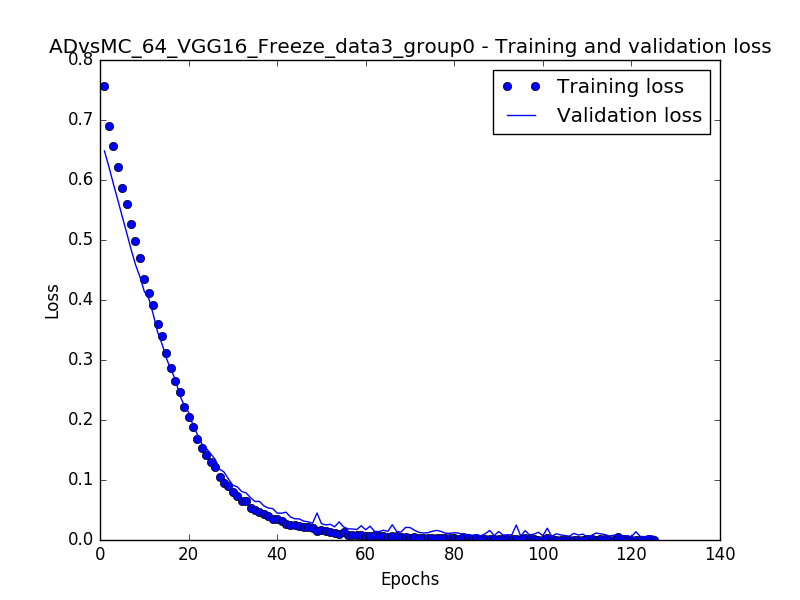 ADvsMC_64_VGG16_Freeze_data3_group0 - Training and validation loss
0.8
0.7
0.6
0.5
0.4
0.3
0.2
0.1
0.0
Loss
Training loss
Validation loss
0 20 40 60 80 100 120 140
Epochs